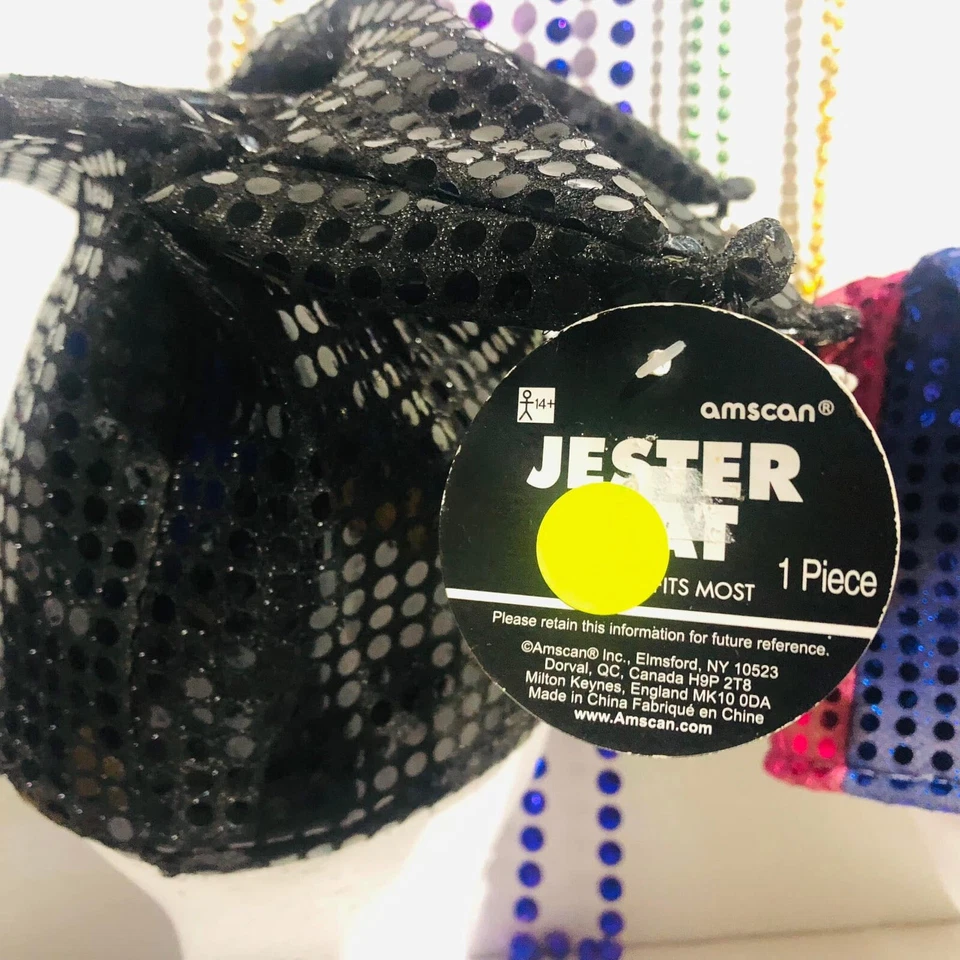 14+
amscan®
JESTER
AT
FITS MOST
1 Piece
Please retain this information for future reference.
©Amscan® Inc., Elmsford, NY 10523
Dorval, QC, Canada H9P 2T8
Milton Keynes, England MK10 0DA
Made in China Fabriqué en Chine
www.Amscan.com